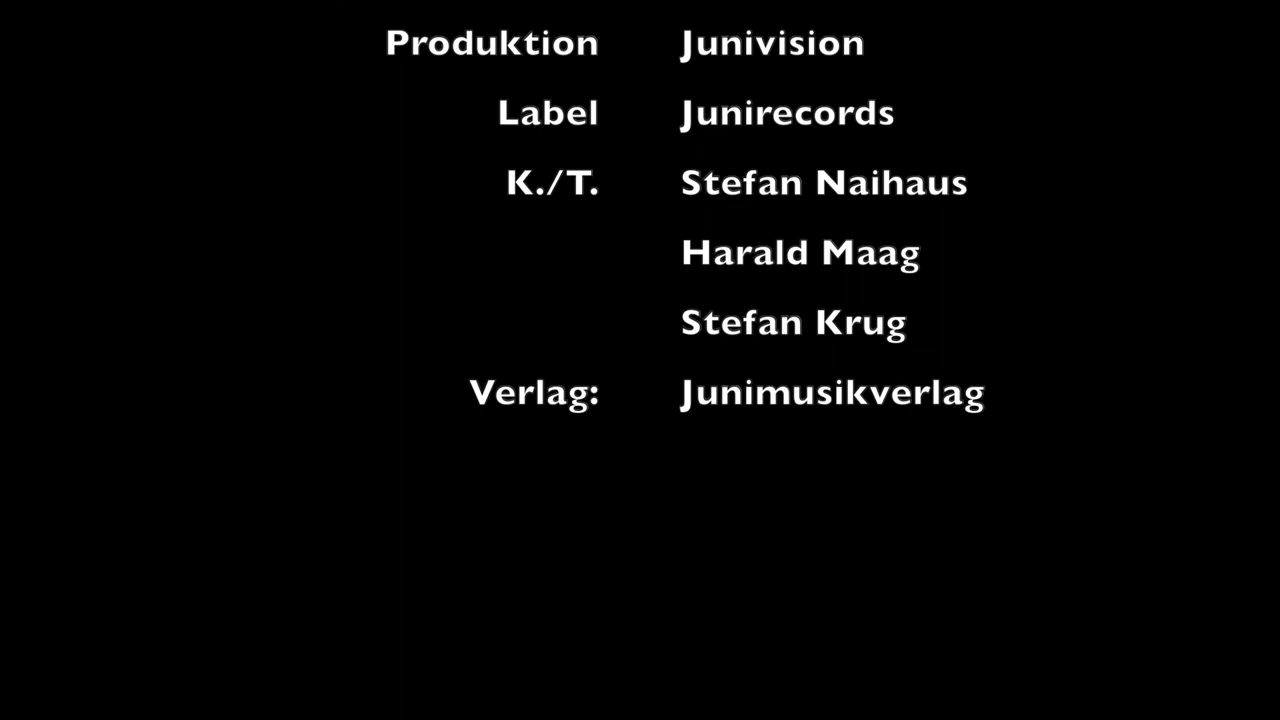 Produktion Junivision
Label Junirecords
K./T. Stefan Naihaus
Harald Maag
Stefan Krug
Verlag: Junimusikverlag